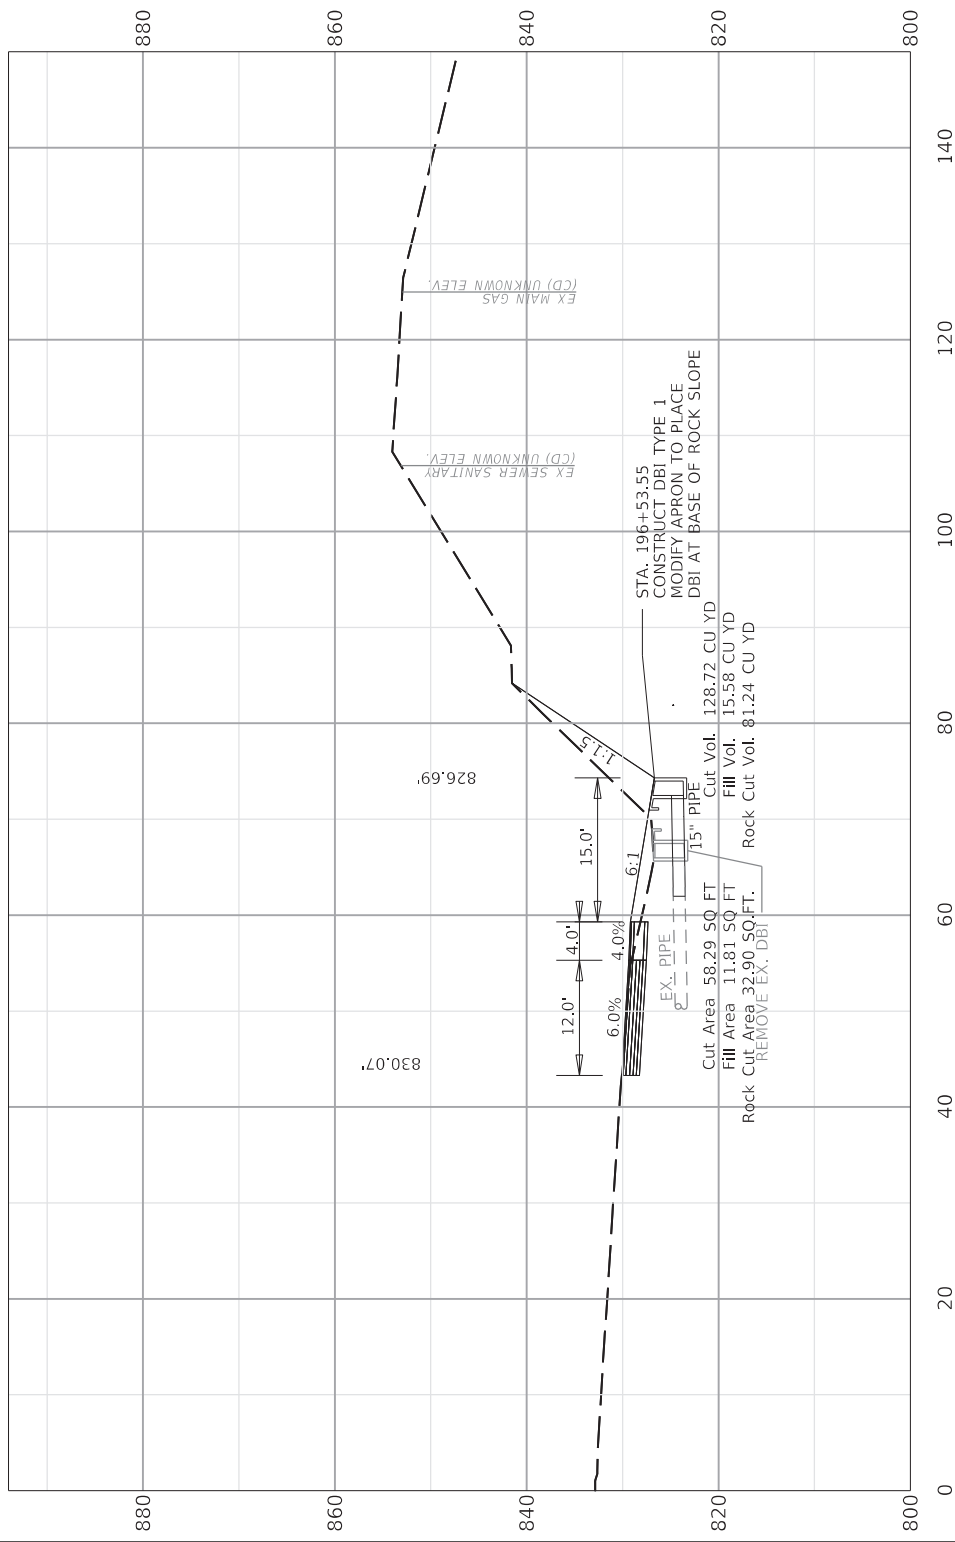 880
860
840
820
800
EX MAIN GAS
(CD) UNKNOWN ELEV.
EX SEWER SANITARY
(CD) UNKNOWN ELEV.
830.07'
826.69'
12.0'
4.0'
15.0'
6.0%
4.0%
6:1
1:1.5
STA. 196+53.55
CONSTRUCT DBI TYPE 1
MODIFY APRON TO PLACE
DBI AT BASE OF ROCK SLOPE
EX. PIPE
15" PIPE
Cut Area 58.29 SQ FT
Fill Area 11.81 SQ FT
Rock Cut Area 32.90 SQ.FT.
REMOVE EX. DBI
Cut Vol. 128.72 CU YD
Fill Vol. 15.58 CU YD
Rock Cut Vol. 81.24 CU YD
880
860
840
820
800
0
20
40
60
80
100
120
140